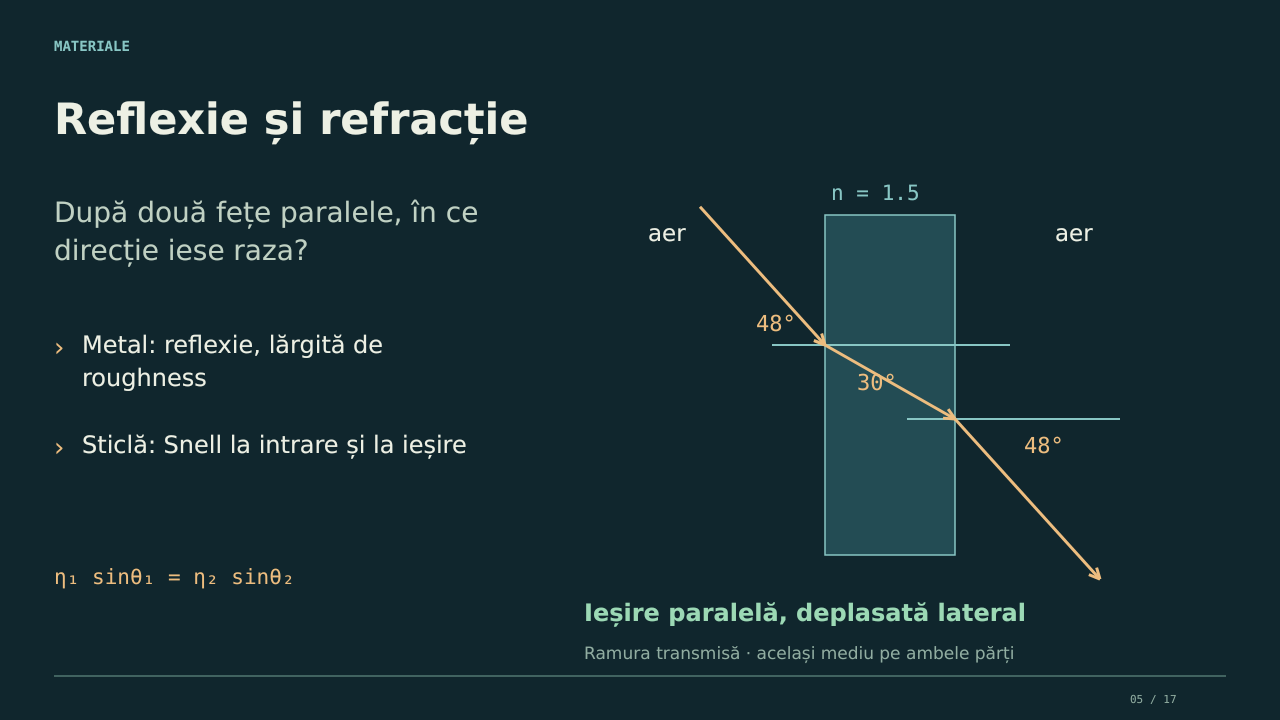 MATERIALE
Reflexie și refracție
După două fețe paralele, în ce
direcție iese raza?
› Metal: reflexie, lărgită de
roughness
› Sticlă: Snell la intrare și la ieșire
η₁ sinθ₁ = η₂ sinθ₂
n = 1.5
aer
aer
48°
30°
48°
Ieșire paralelă, deplasată lateral
Ramura transmisă · același mediu pe ambele părți
05 / 17